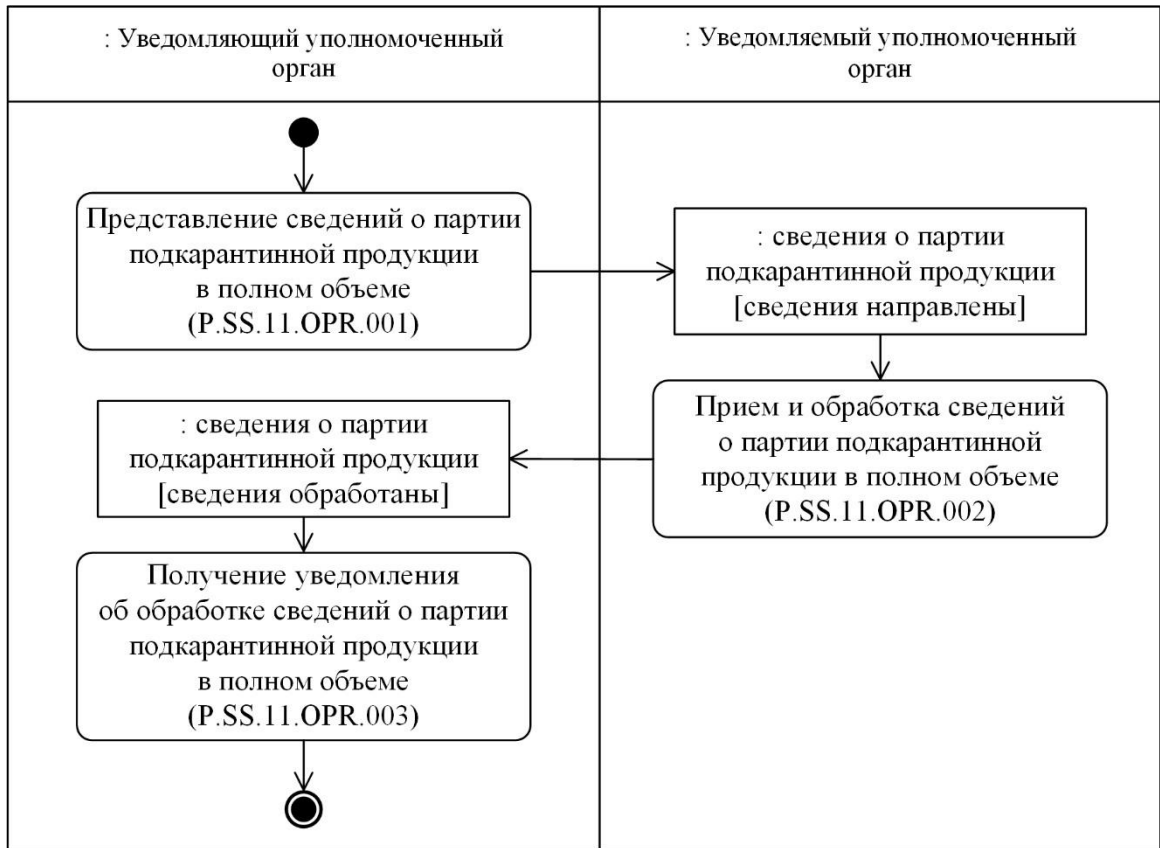 : Уведомляющий уполномоченный
орган
: Уведомляемый уполномоченный
орган
Представление сведений о партии
подкарантинной продукции
в полном объеме
(P.SS.11.OPR.001)
: сведения о партии
подкарантинной продукции
[сведения направлены]
Прием и обработка сведений
о партии подкарантинной
продукции в полном объеме
(P.SS.11.OPR.002)
: сведения о партии
подкарантинной продукции
[сведения обработаны]
Получение уведомления
об обработке сведений о партии
подкарантинной продукции
в полном объеме
(P.SS.11.OPR.003)